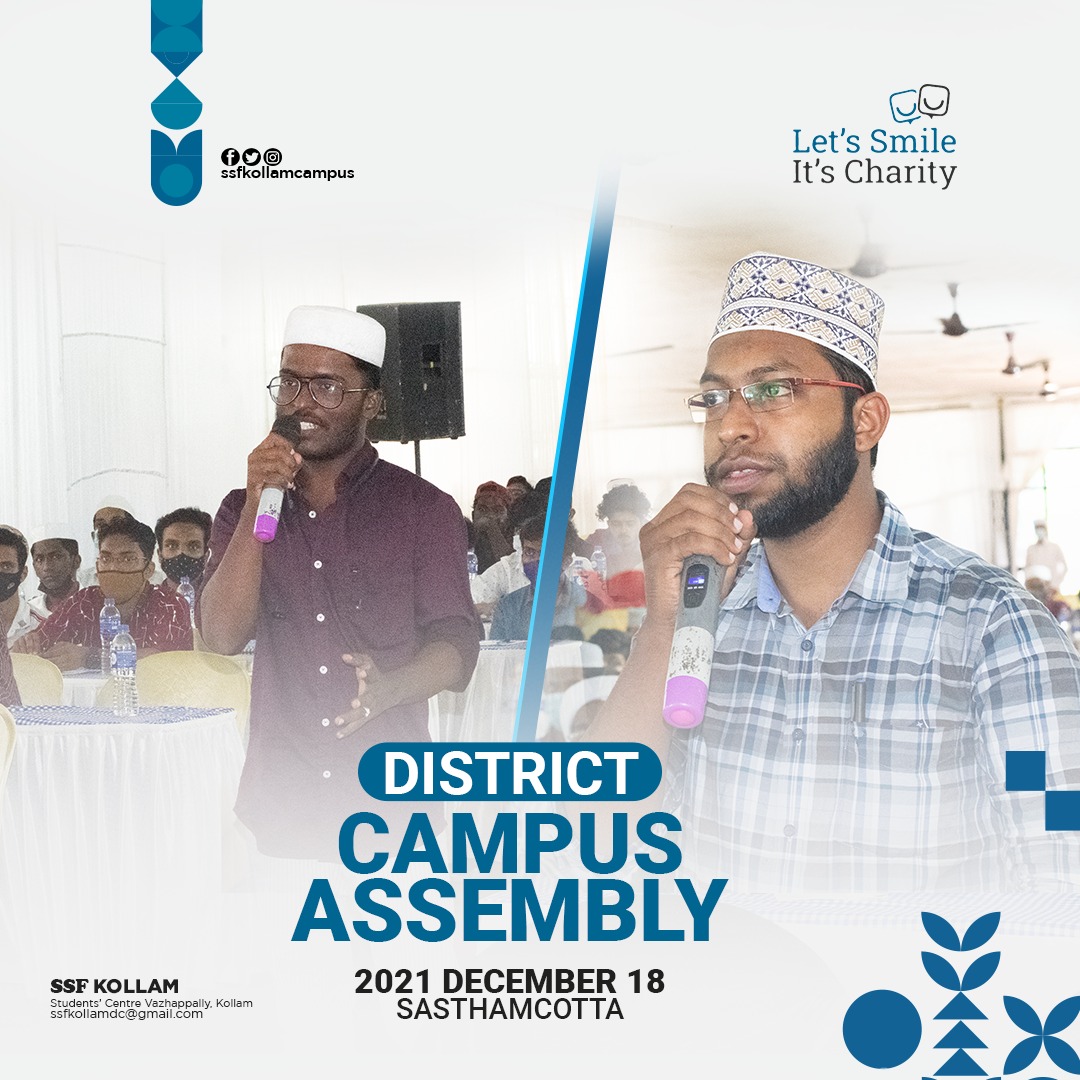 ssfkollamcampus
Let's Smile
It's Charity
DISTRICT
CAMPUS
ASSEMBLY
2021 DECEMBER 18
SASTHAMCOTTA
SSF KOLLAM
Students' Centre Vazhappally, Kollam
ssfkollamdc@gmail.com